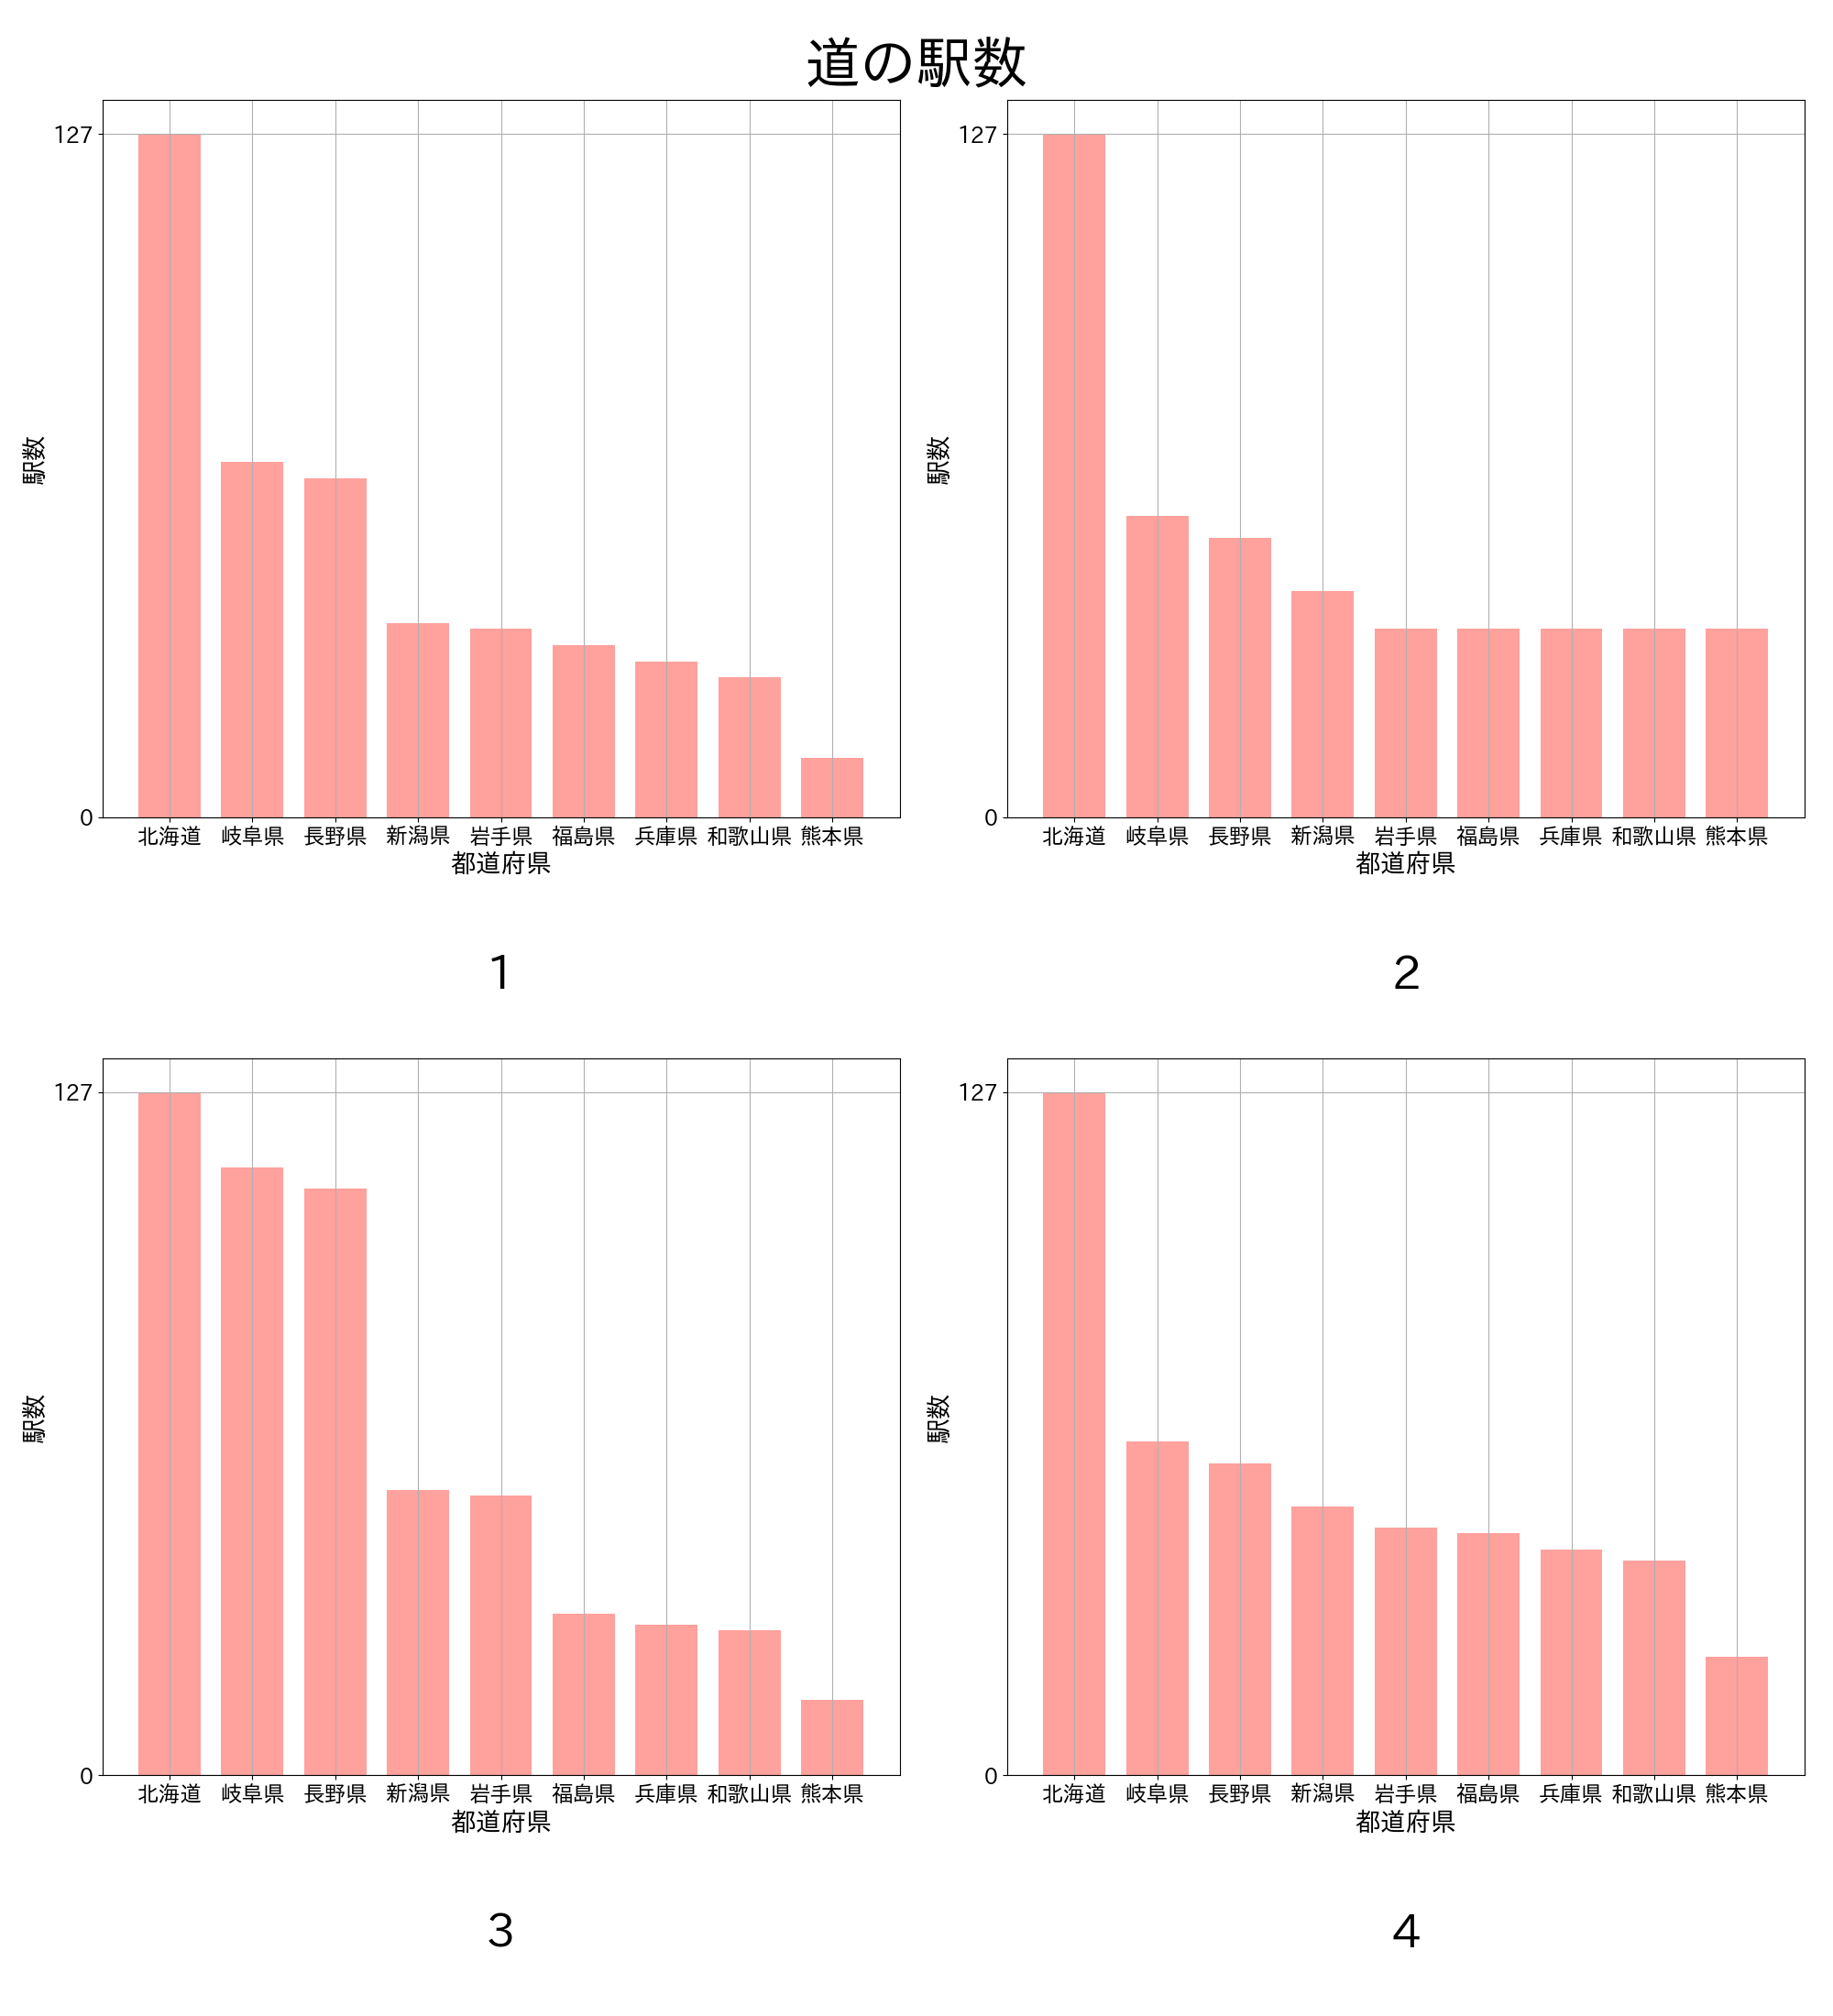 道の駅数
127
駅数
0
北海道 岐阜県 長野県 新潟県 岩手県 福島県 兵庫県 和歌山県 熊本県
都道府県
1
127
駅数
0
北海道 岐阜県 長野県 新潟県 岩手県 福島県 兵庫県 和歌山県 熊本県
都道府県
2
127
駅数
0
北海道 岐阜県 長野県 新潟県 岩手県 福島県 兵庫県 和歌山県 熊本県
都道府県
3
127
駅数
0
北海道 岐阜県 長野県 新潟県 岩手県 福島県 兵庫県 和歌山県 熊本県
都道府県
4